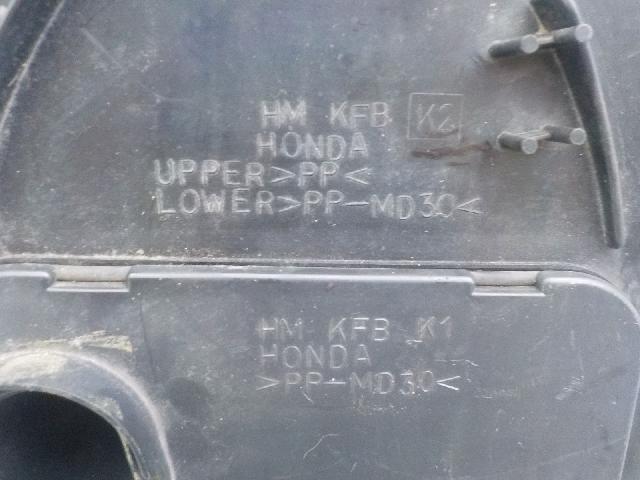 HM KFB K2
HONDA
UPPER>PP<
LOWER>PP-MD30<
HM KFB K1
HONDA
>PP-MD30<